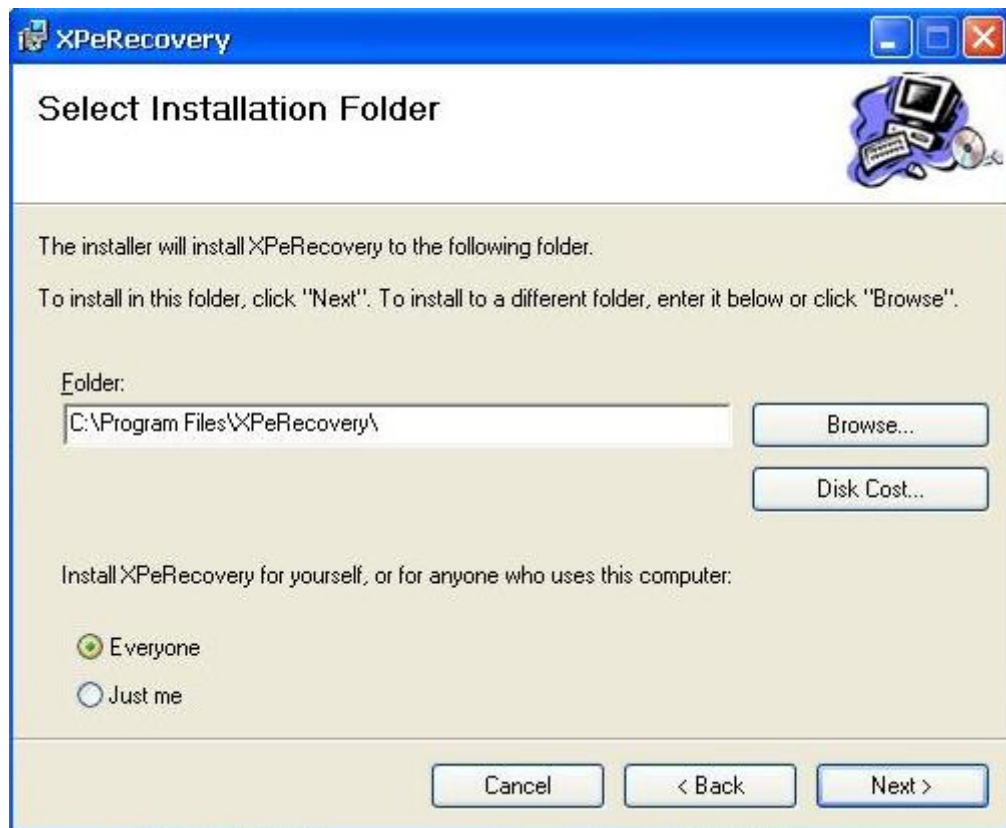 XPeRecovery
Select Installation Folder
The installer will install XPeRecovery to the following folder.
To install in this folder, click "Next". To install to a different folder, enter it below or click "Browse".
Folder:
C:\Program Files\XPeRecovery\
Browse...
Disk Cost...
Install XPeRecovery for yourself, or for anyone who uses this computer:
Everyone
Just me
Cancel
< Back
Next >